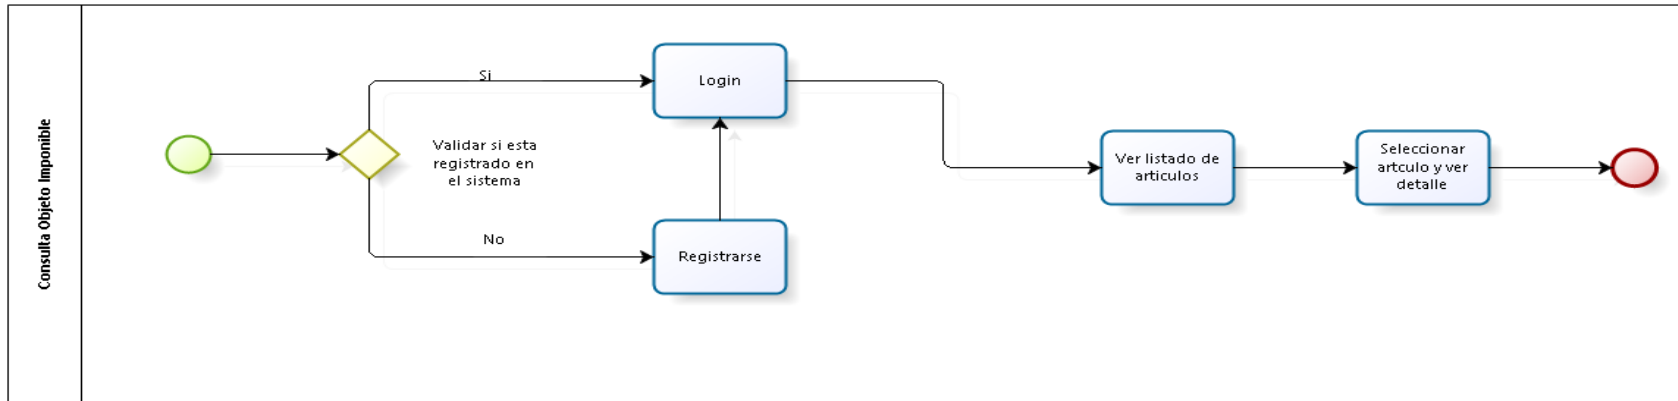 Consulta Objeto Imponible
Si
Login
Validar si esta
registrado en
el sistema
No
Registrarse
Ver listado de
articulos
Seleccionar
artculo y ver
detalle